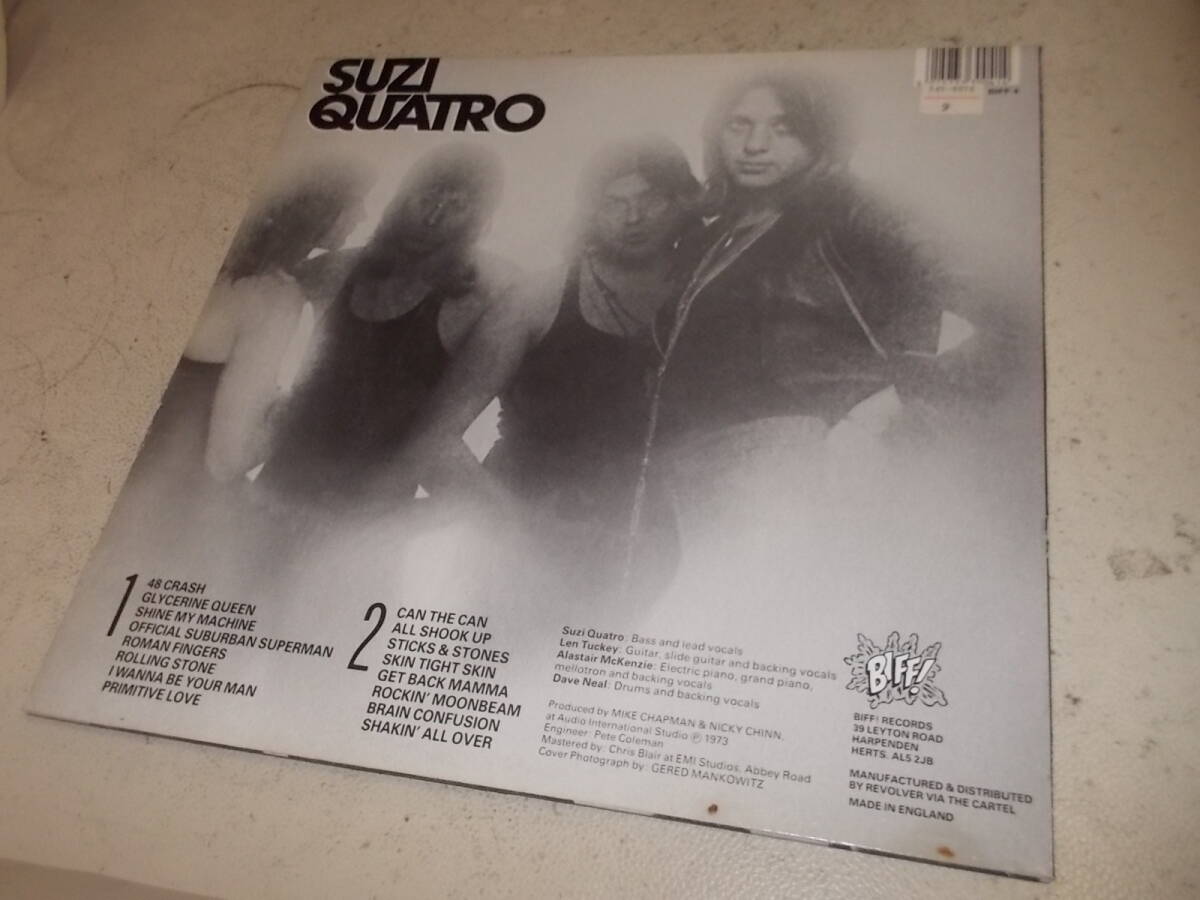 SUZI
QUATRO
BIFF 4
1
48 CRASH
GLYCERINE QUEEN
SHINE MY MACHINE
OFFICIAL SUBURBAN SUPERMAN
ROMAN FINGERS
ROLLING STONE
I WANNA BE YOUR MAN
PRIMITIVE LOVE
2
CAN THE CAN
ALL SHOOK UP
STICKS & STONES
SKIN TIGHT SKIN
GET BACK MAMMA
ROCKIN' MOONBEAM
BRAIN CONFUSION
SHAKIN' ALL OVER
Suzi Quatro: Bass and lead vocals
Len Tuckey: Guitar, slide guitar and backing vocals
Alastair McKenzie: Electric piano, grand piano,
mellotron and backing vocals
Dave Neal: Drums and backing vocals
Produced by MIKE CHAPMAN & NICKY CHINN,
at Audio International Studio ℗ 1973
Engineer: Pete Coleman
Mastered by: Chris Blair at EMI Studios, Abbey Road
Cover Photograph by: GERED MANKOWITZ
BIFF!
BIFF! RECORDS
39 LEYTON ROAD
HARPENDEN
HERTS. AL5 2JB
MANUFACTURED & DISTRIBUTED
BY REVOLVER VIA THE CARTEL
MADE IN ENGLAND